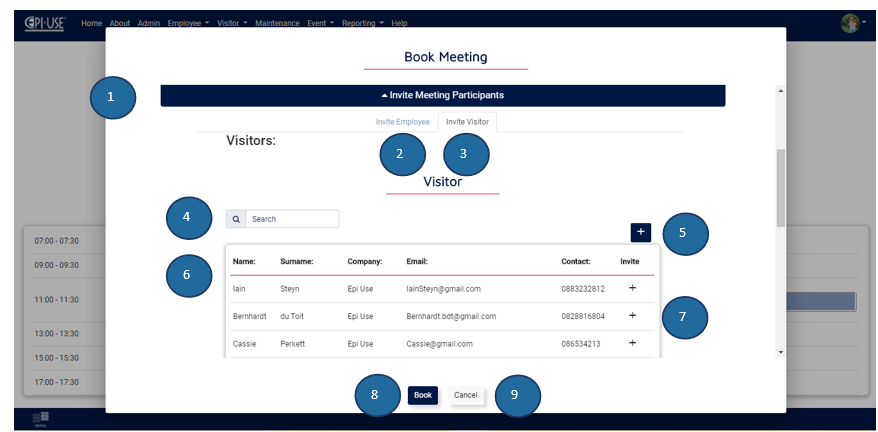 EPI-USE Home About Admin Employee Visitor Maintenance Event Reporting Help
Book Meeting
1 Invite Meeting Participants
Invite Employee Invite Visitor
Visitors:
2 3
Visitor
4 Search
5 +
07:00 - 07:30
09:00 - 09:30
11:00 - 11:30
13:00 - 13:30
15:00 - 15:30
17:00 - 17:30
6 Name: Surname: Company: Email: Contact: Invite
Iain Steyn Epi Use IainSteyn@gmail.com 0883232812 +
Bernhardt du Toit Epi Use Bernhardt.bdt@gmail.com 0828816804 + 7
Cassie Perkett Epi Use Cassie@gmail.com 086534213 +
8 Book Cancel 9